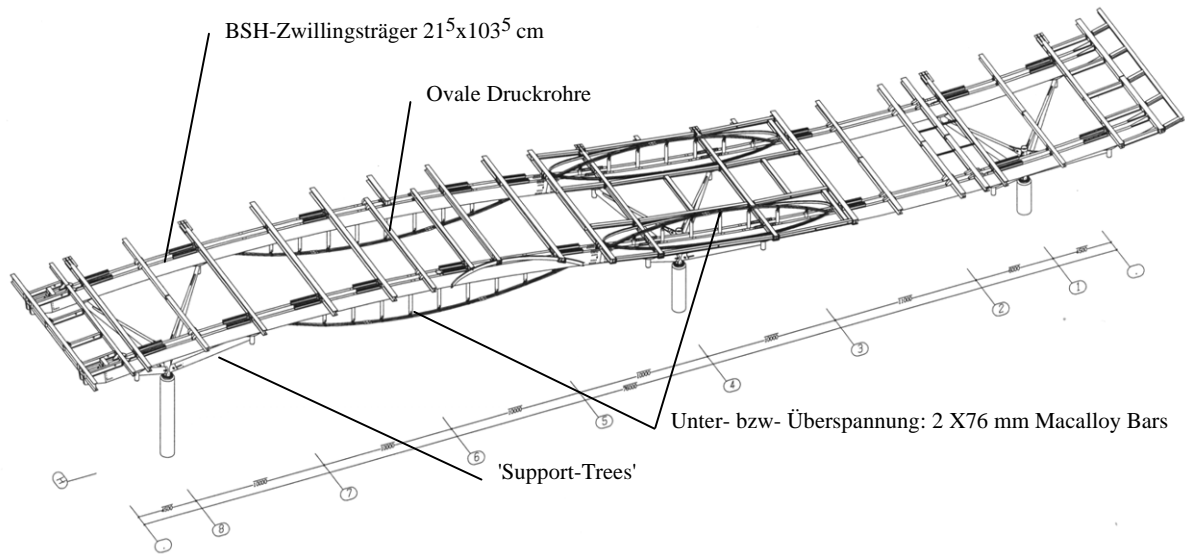 BSH-Zwillingsträger 21⁵x103⁵ cm
Ovale Druckrohre
Unter- bzw- Überspannung: 2 X76 mm Macalloy Bars
'Support-Trees'
1
2
3
4
5
6
7
8
H